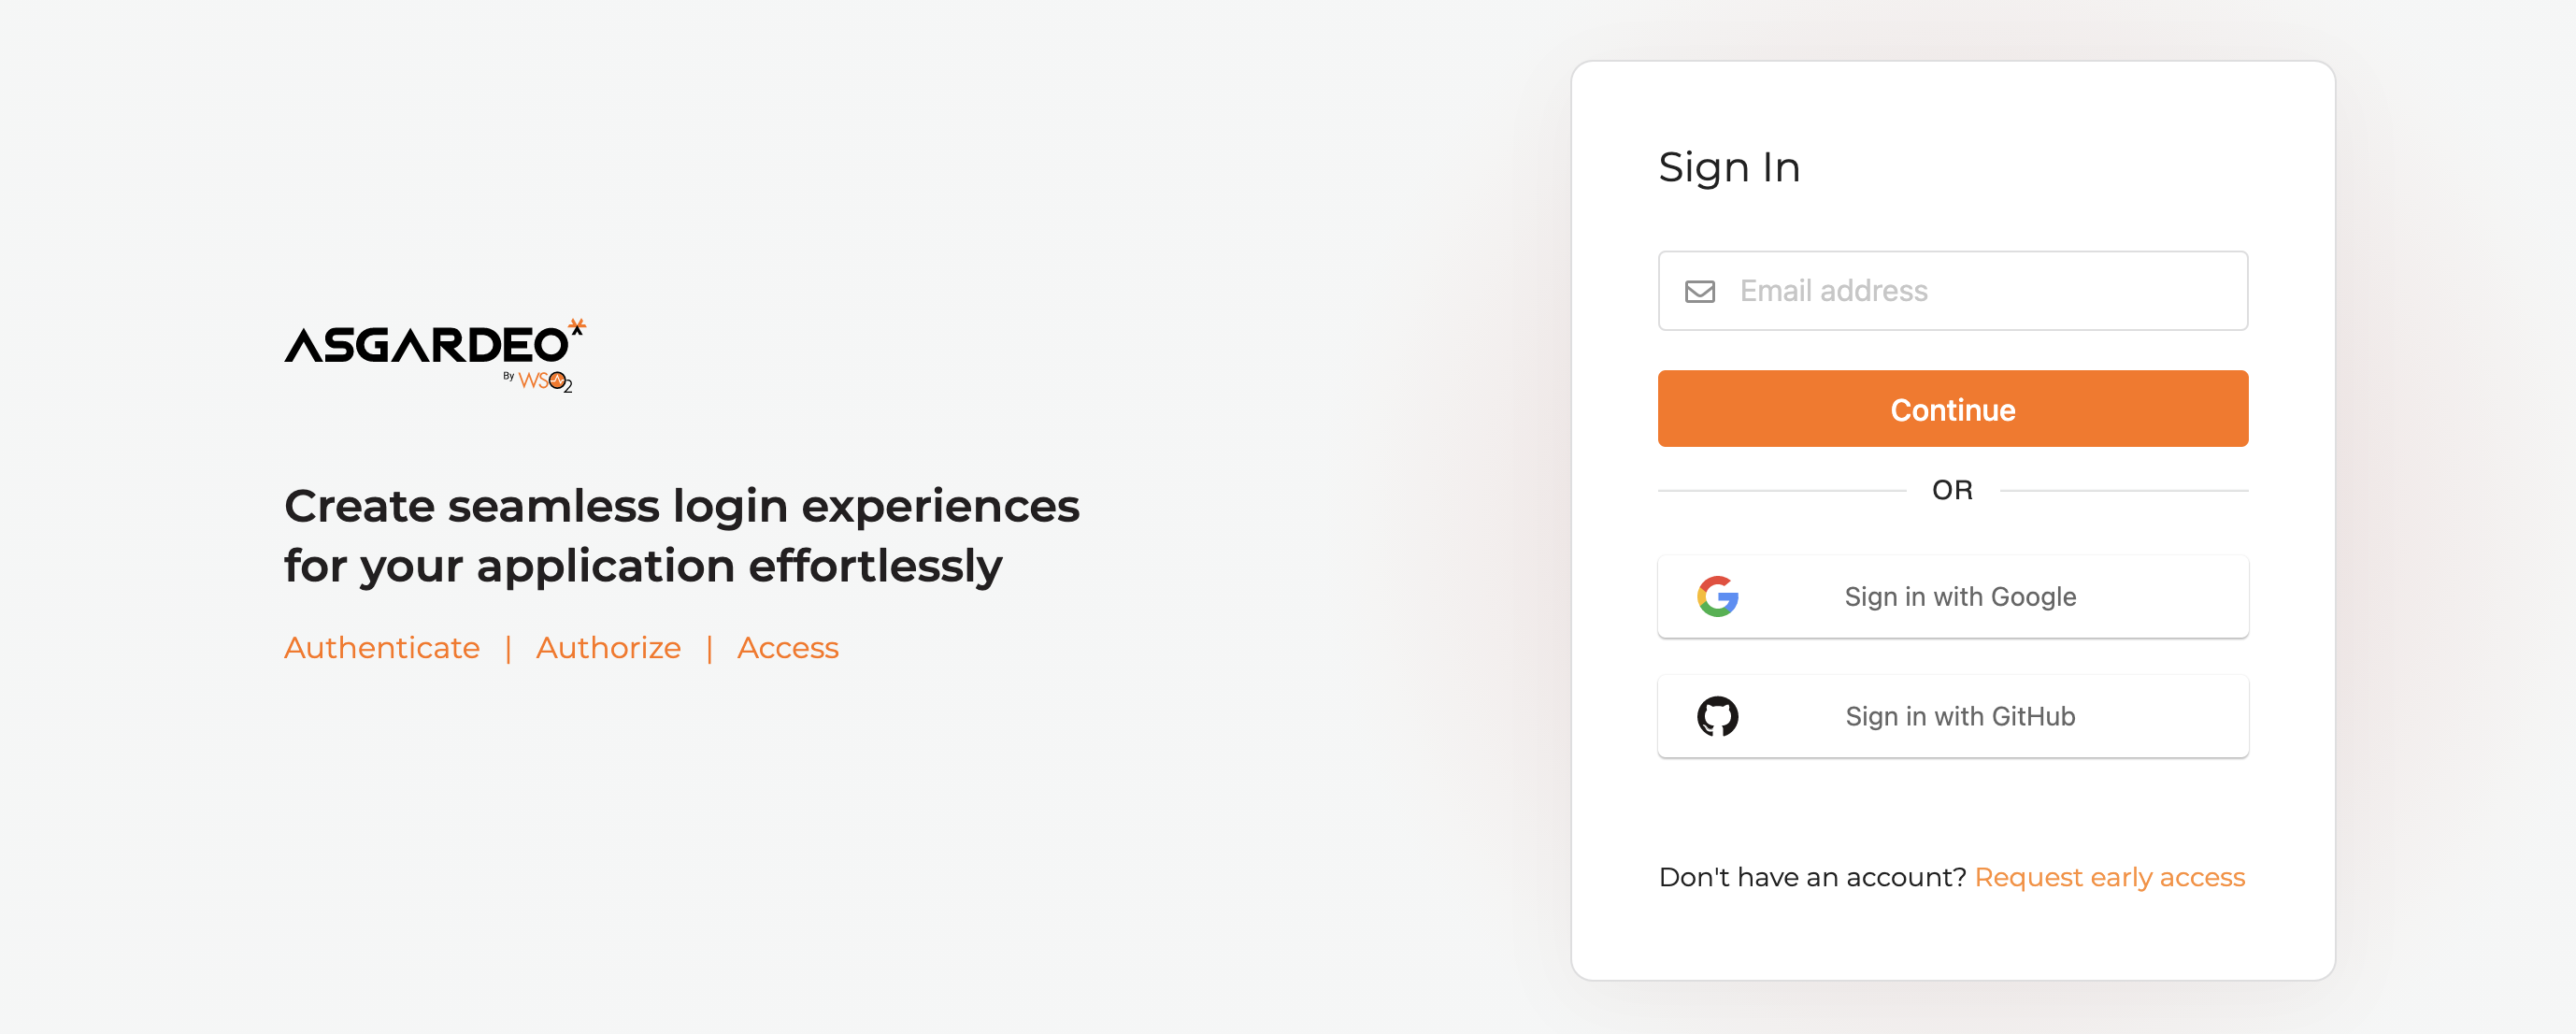 ASGARDEO
By WSO2
Create seamless login experiences
for your application effortlessly
Authenticate | Authorize | Access
Sign In
Email address
Continue
OR
Sign in with Google
Sign in with GitHub
Don't have an account? Request early access